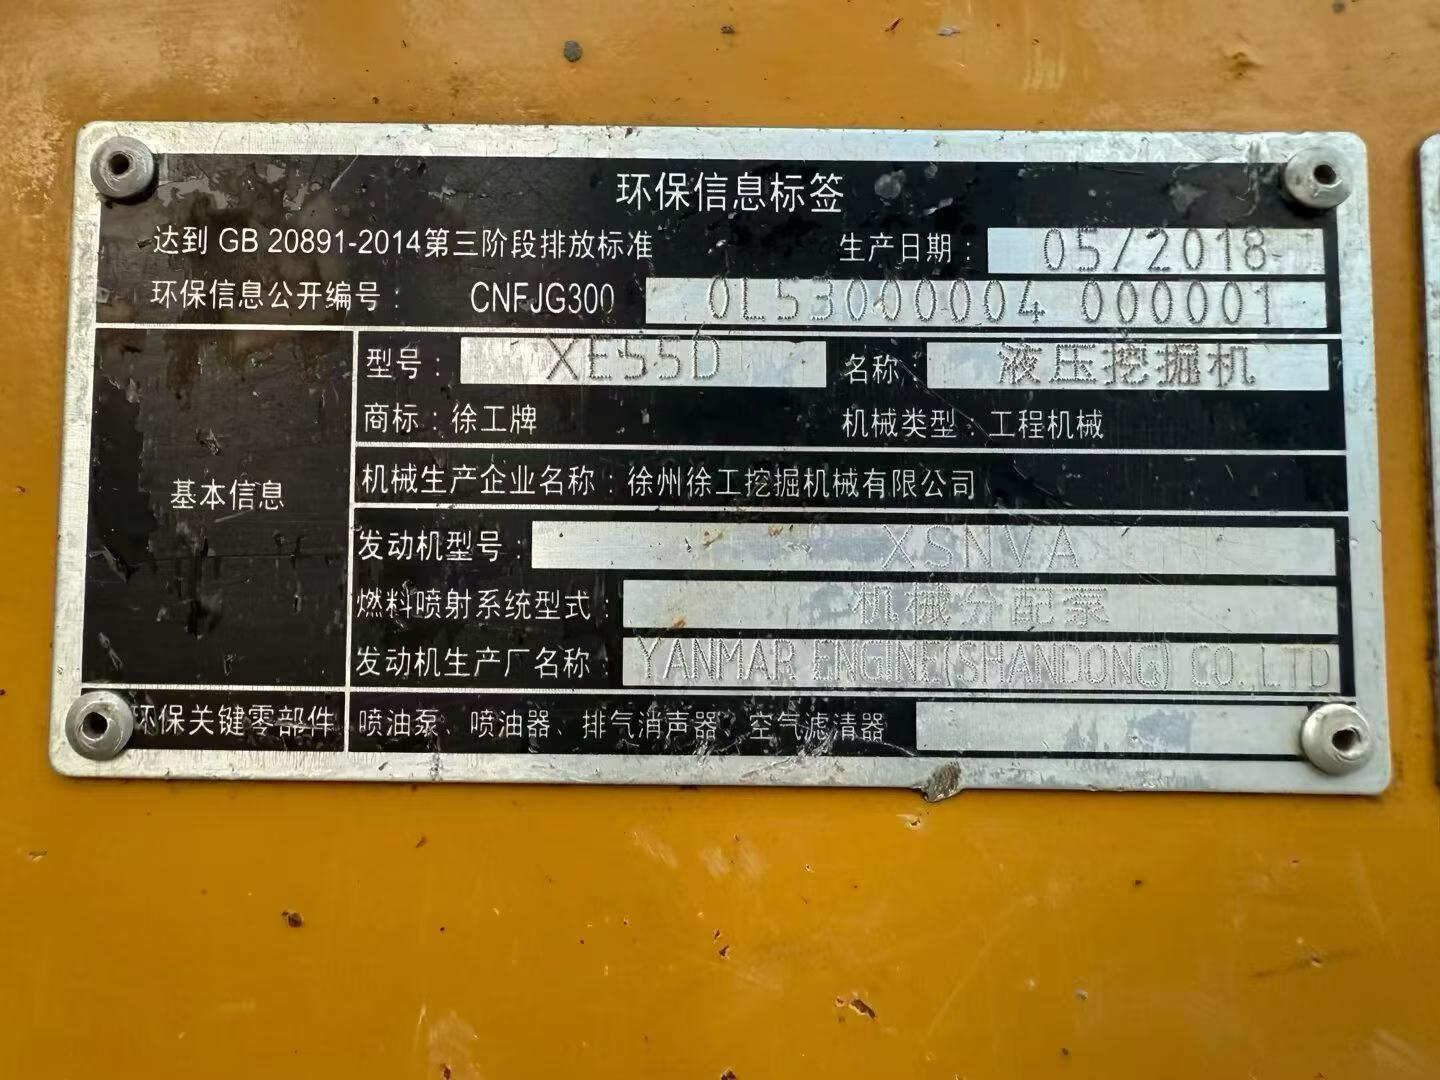 环保信息标签
达到 GB 20891-2014第三阶段排放标准 生产日期: 05/2018
环保信息公开编号: CNFJG300 0L53000004 000001
型号: XE55D 名称: 液压挖掘机
商标: 徐工牌 机械类型: 工程机械
基本信息
机械生产企业名称: 徐州徐工挖掘机械有限公司
发动机型号: XSNVA
燃料喷射系统型式: 机械分配泵
发动机生产厂名称: YANMAR ENGINE(SHANDONG) CO.LTD
环保关键零部件 喷油泵、喷油器、排气消声器、空气滤清器